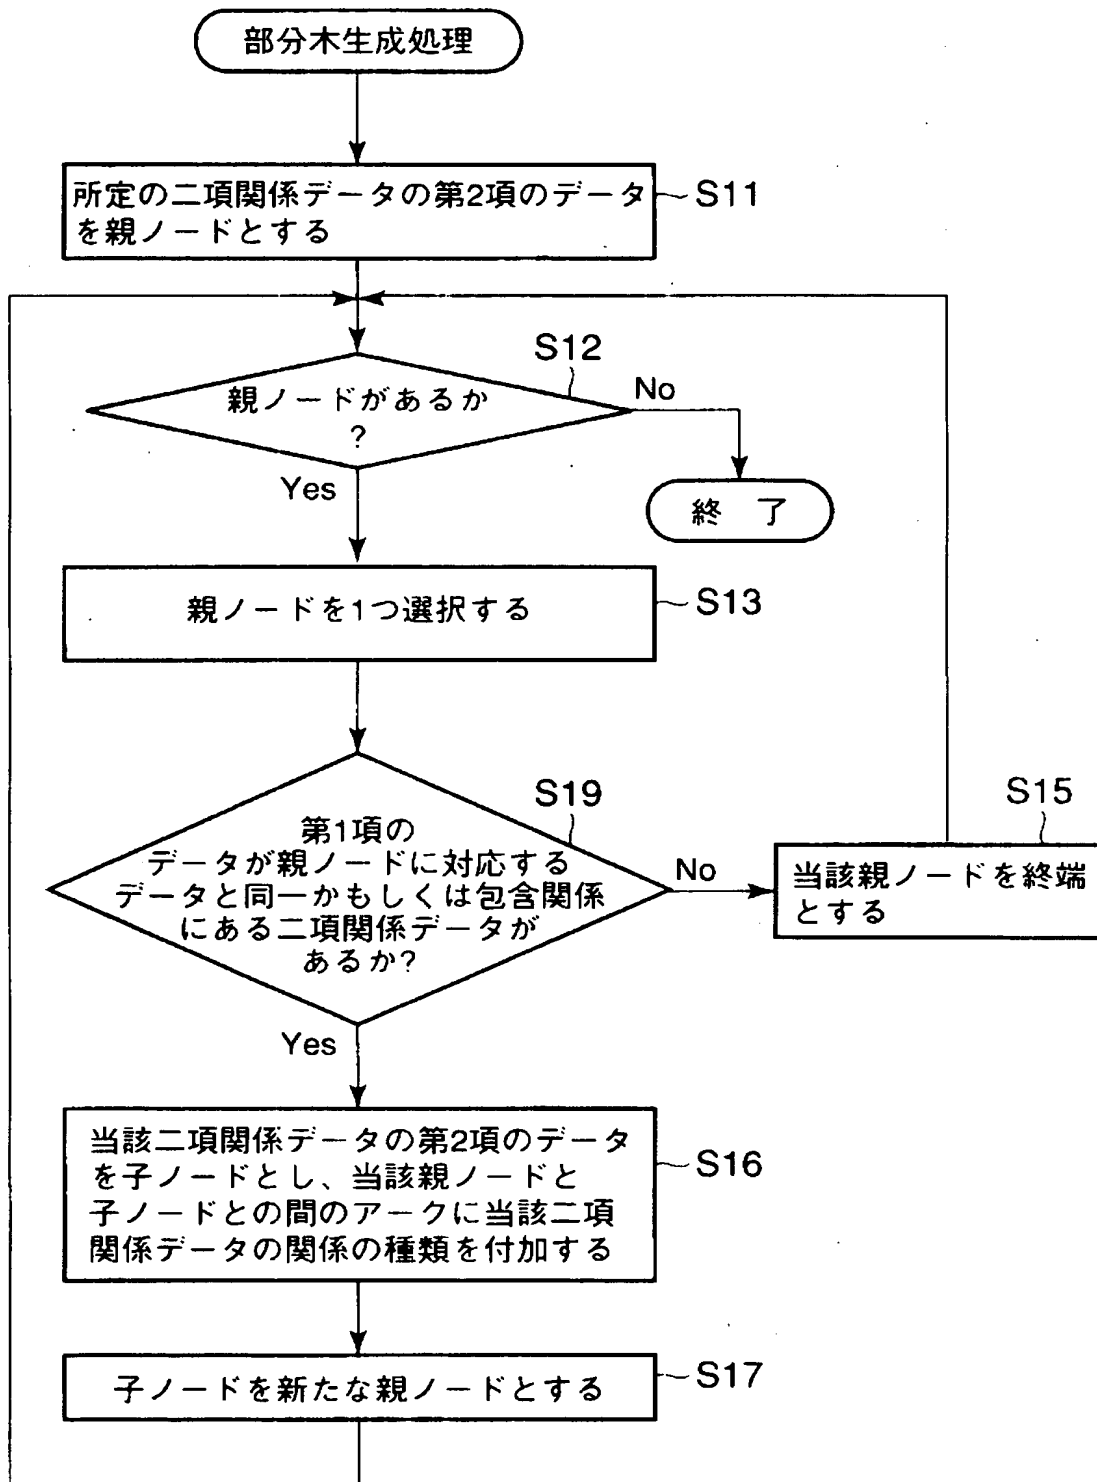 部分木生成処理
所定の二項関係データの第2項のデータ
を親ノードとする
S11
S12
親ノードがあるか
?
No
Yes
終 了
親ノードを1つ選択する
S13
S19
第1項の
データが親ノードに対応する
データと同一かもしくは包含関係
にある二項関係データが
あるか?
No
S15
当該親ノードを終端
とする
Yes
当該二項関係データの第2項のデータ
を子ノードとし、当該親ノードと
子ノードとの間のアークに当該二項
関係データの関係の種類を付加する
S16
子ノードを新たな親ノードとする
S17